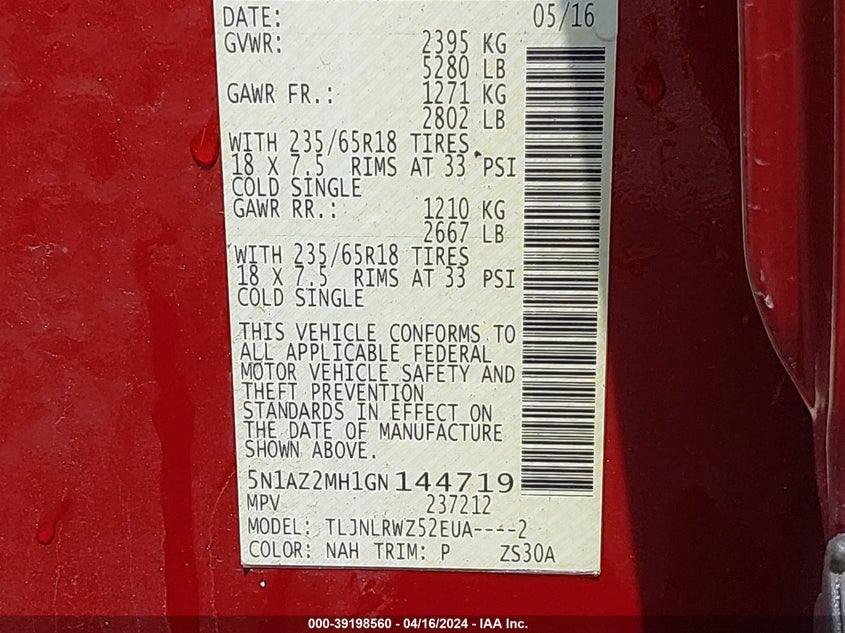 DATE: 05/16
GVWR: 2395 KG
5280 LB
GAWR FR.: 1271 KG
2802 LB
WITH 235/65R18 TIRES
18 X 7.5 RIMS AT 33 PSI
COLD SINGLE
GAWR RR.: 1210 KG
2667 LB
WITH 235/65R18 TIRES
18 X 7.5 RIMS AT 33 PSI
COLD SINGLE
THIS VEHICLE CONFORMS TO
ALL APPLICABLE FEDERAL
MOTOR VEHICLE SAFETY AND
THEFT PREVENTION
STANDARDS IN EFFECT ON
THE DATE OF MANUFACTURE
SHOWN ABOVE.
5N1AZ2MH1GN144719
MPV 237212
MODEL: TLJNLRWZ52EUA----2
COLOR: NAH TRIM: P ZS30A
000-39198560 - 04/16/2024 - IAA Inc.